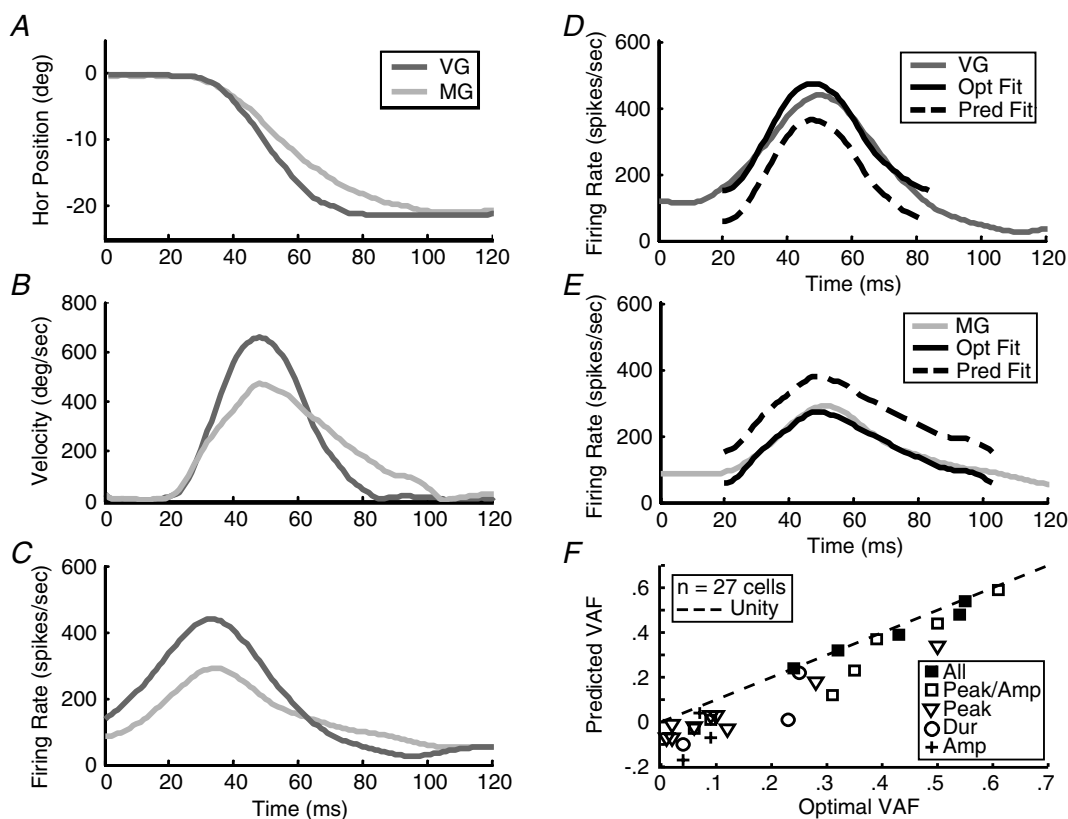 A
Hor Position (deg)
0
-10
-20
VG
MG
0 20 40 60 80 100 120
B
Velocity (deg/sec)
800
600
400
200
0
0 20 40 60 80 100 120
C
Firing Rate (spikes/sec)
600
400
200
0
0 20 40 60 80 100 120
Time (ms)
D
Firing Rate (spikes/sec)
600
400
200
0
VG
Opt Fit
Pred Fit
0 20 40 60 80 100 120
Time (ms)
E
Firing Rate (spikes/sec)
600
400
200
0
MG
Opt Fit
Pred Fit
0 20 40 60 80 100 120
Time (ms)
F
Predicted VAF
.6
.4
.2
0
-.2
n = 27 cells
Unity
All
Peak/Amp
Peak
Dur
Amp
0 .1 .2 .3 .4 .5 .6 0.7
Optimal VAF